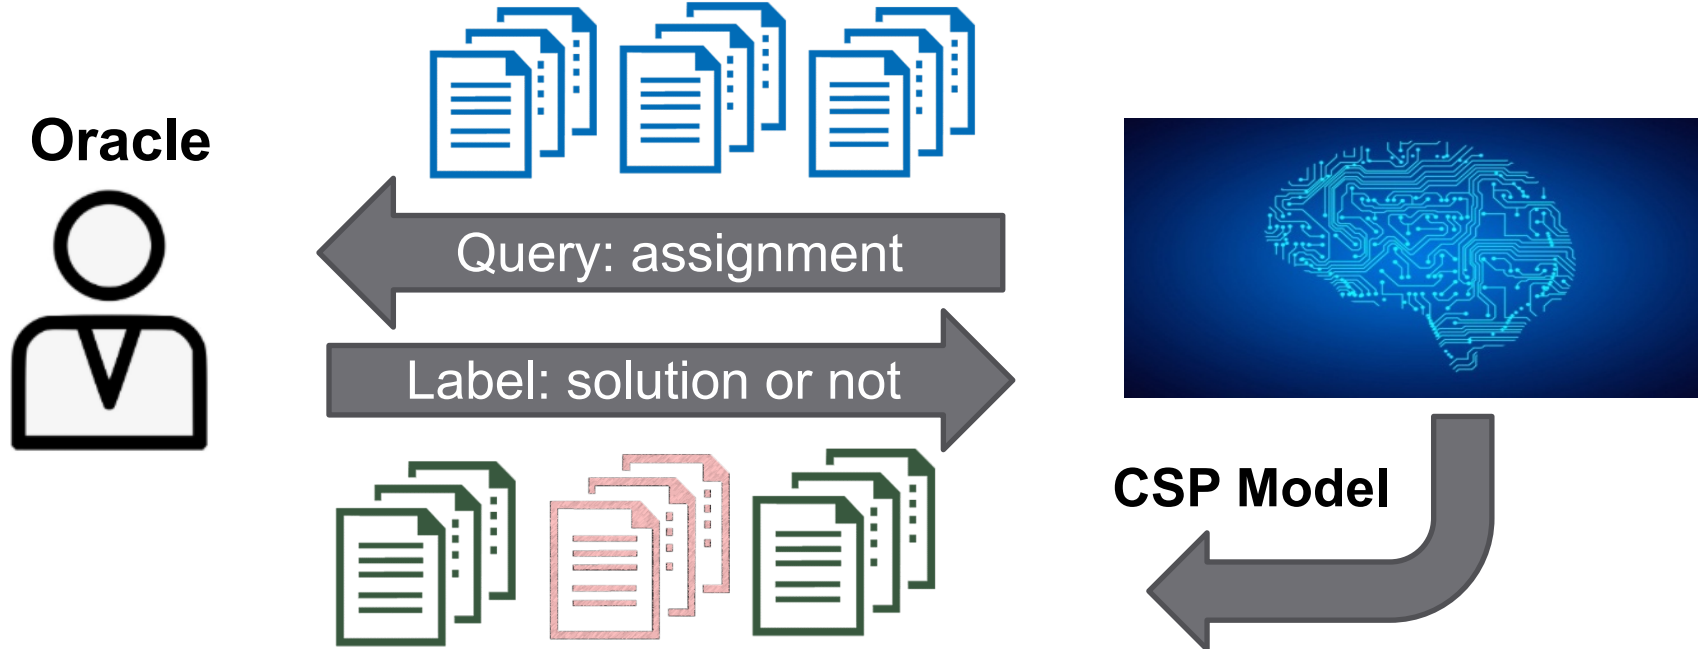 Oracle
Query: assignment
Label: solution or not
CSP Model